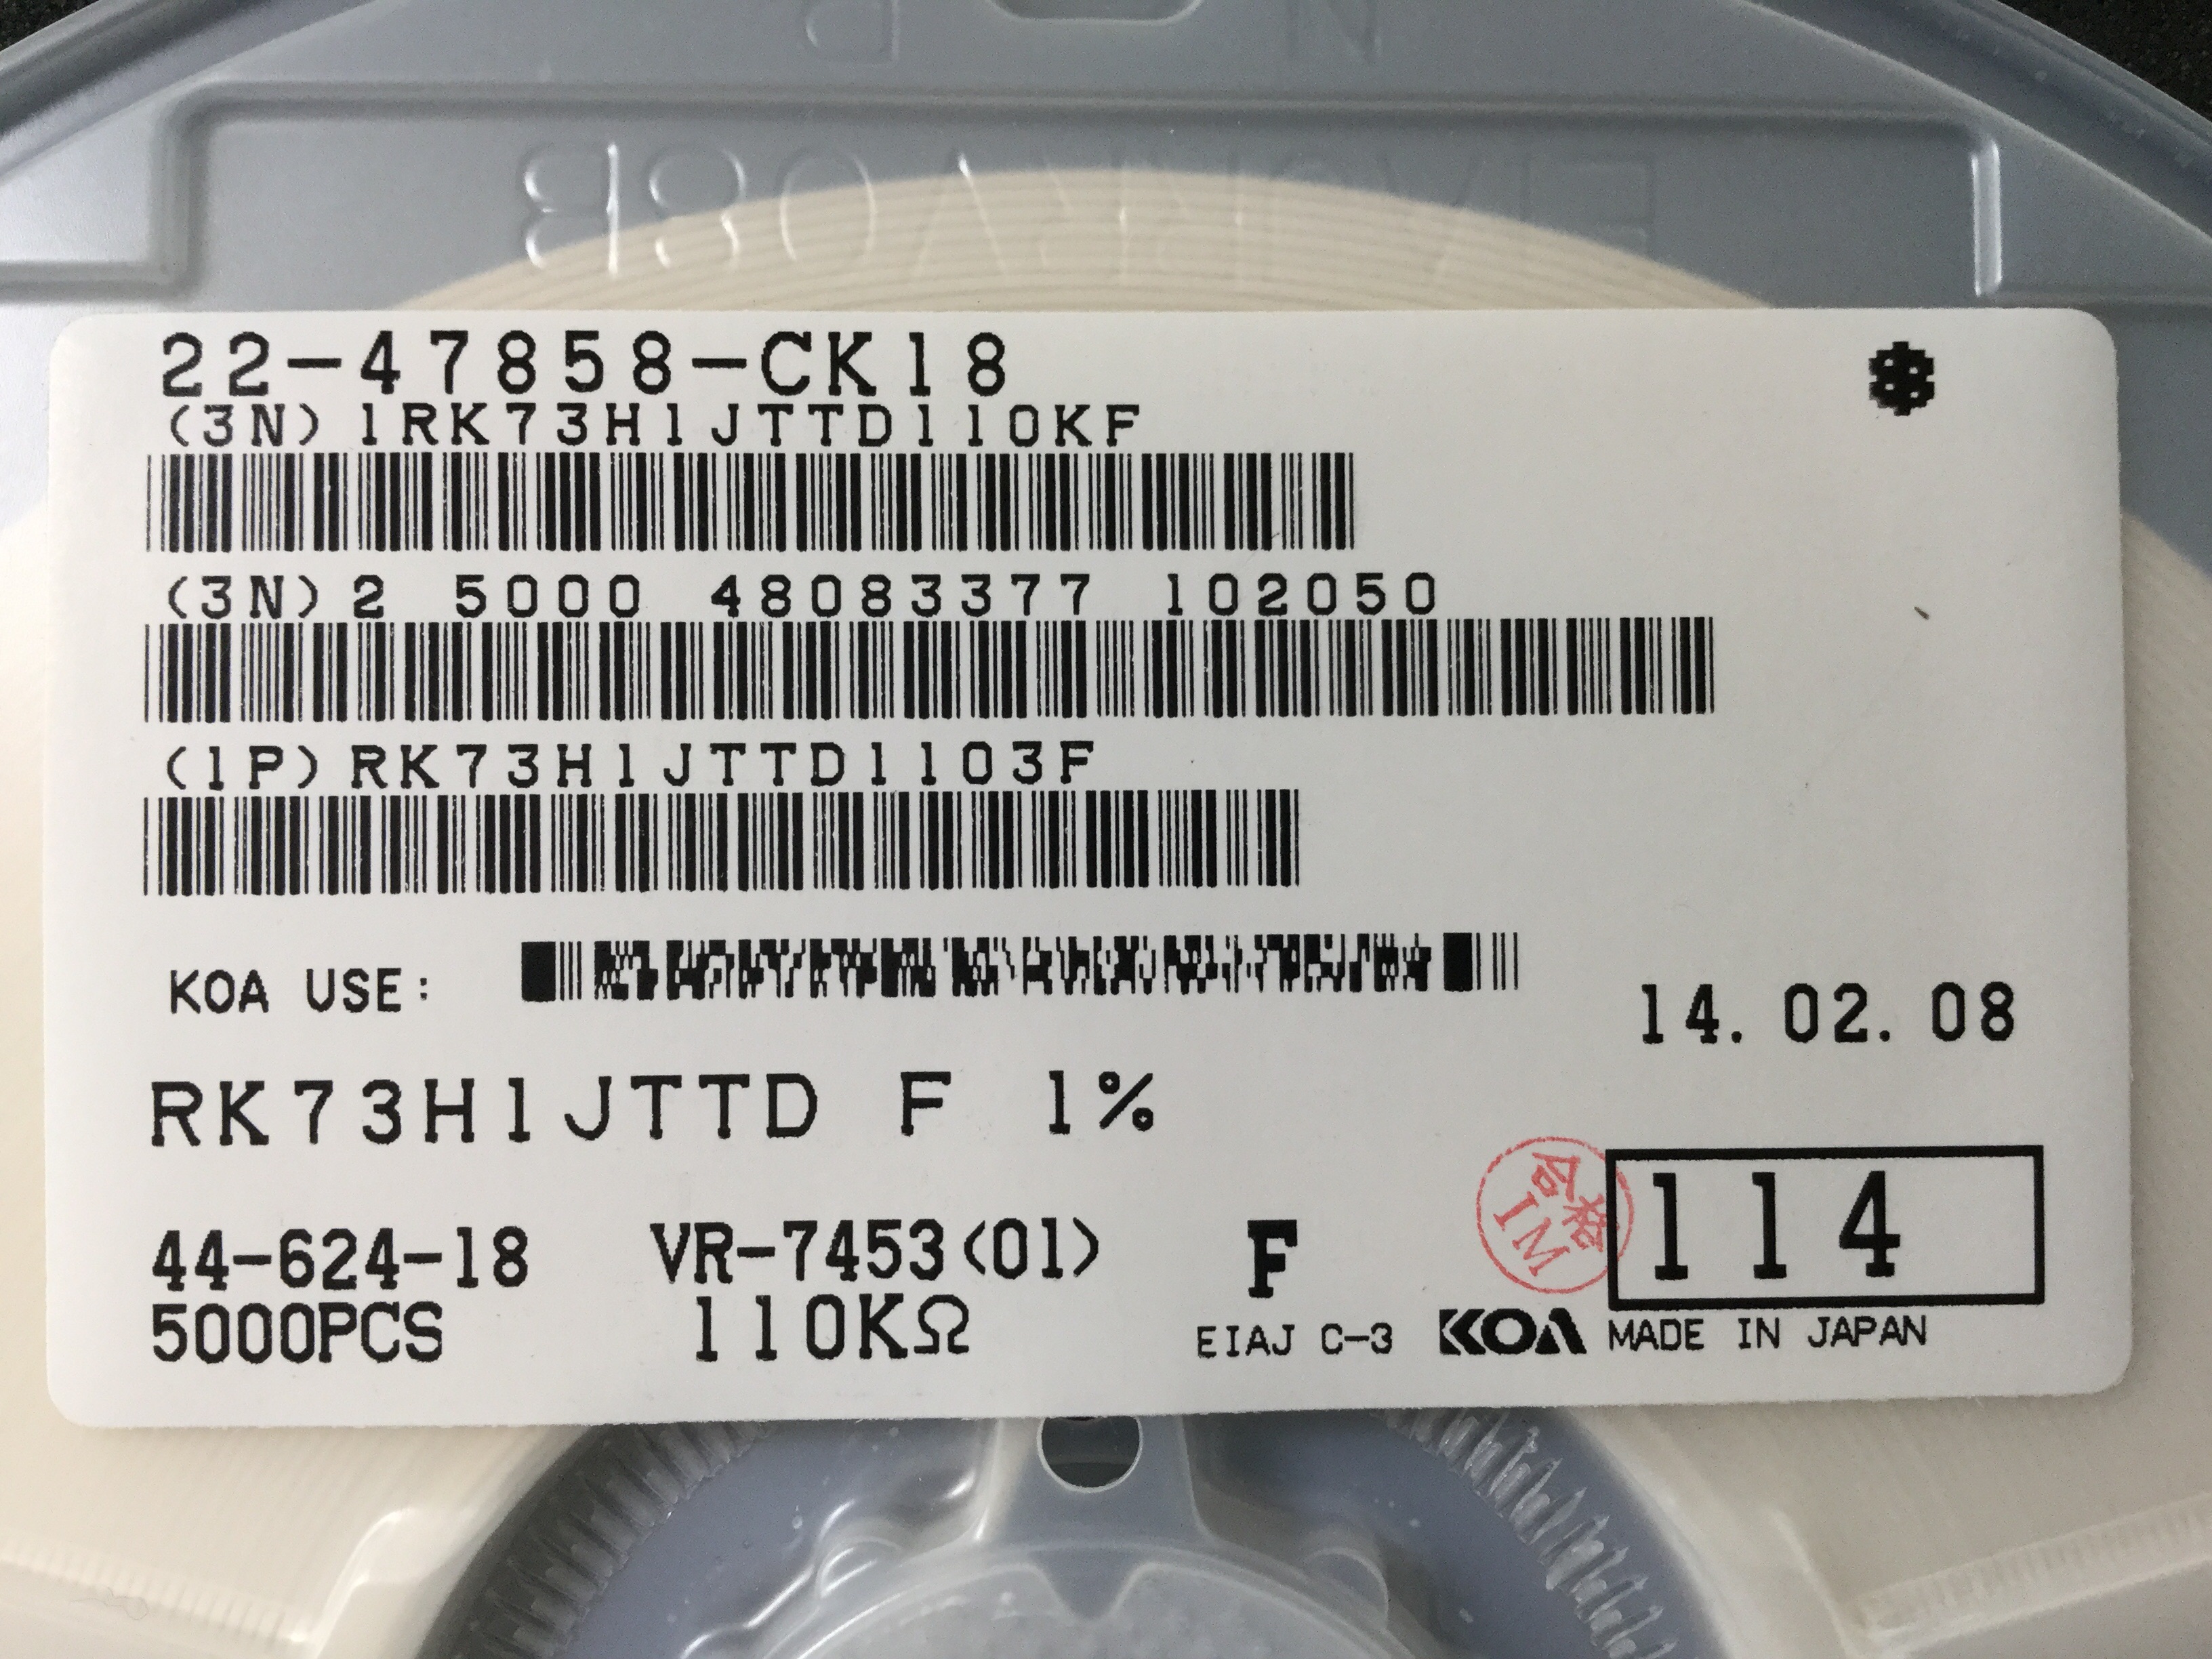 22-47858-CK18
(3N)1RK73H1JTTD110KF
(3N)2 5000 48083377 102050
(1P)RK73H1JTTD1103F
KOA USE:
14.02.08
RK73H1JTTD F 1%
合格
IM
114
44-624-18 VR-7453(01) F
5000PCS 110KΩ EIAJ C-3 KOA MADE IN JAPAN